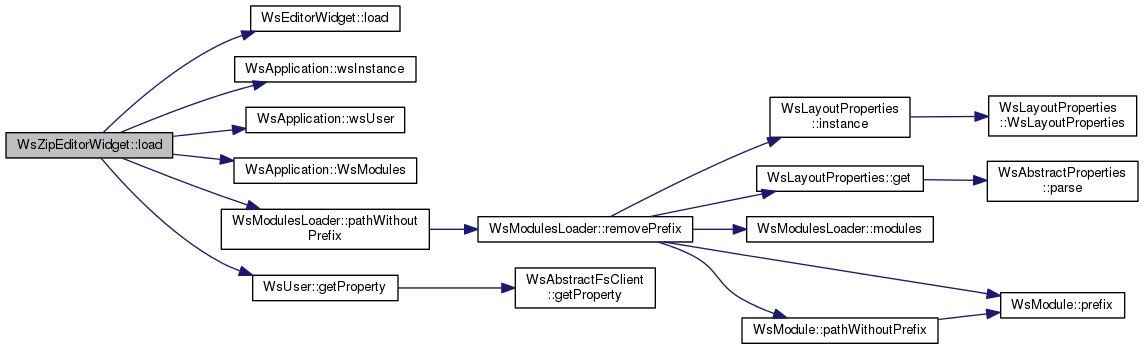 WsZipEditorWidget::load
WsEditorWidget::load
WsApplication::wsInstance
WsApplication::wsUser
WsApplication::WsModules
WsModulesLoader::pathWithout
Prefix
WsUser::getProperty
WsModulesLoader::removePrefix
WsAbstractFsClient
::getProperty
WsLayoutProperties
::instance
WsLayoutProperties::get
WsModulesLoader::modules
WsModule::pathWithoutPrefix
WsLayoutProperties
::WsLayoutProperties
WsAbstractProperties
::parse
WsModule::prefix